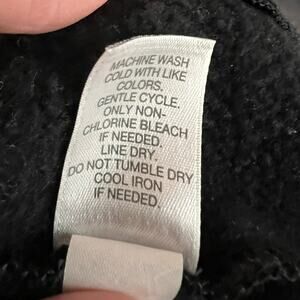 MACHINE WASH
COLD WITH LIKE
COLORS.
GENTLE CYCLE.
ONLY NON-
CHLORINE BLEACH
IF NEEDED.
LINE DRY.
DO NOT TUMBLE DRY
COOL IRON
IF NEEDED.